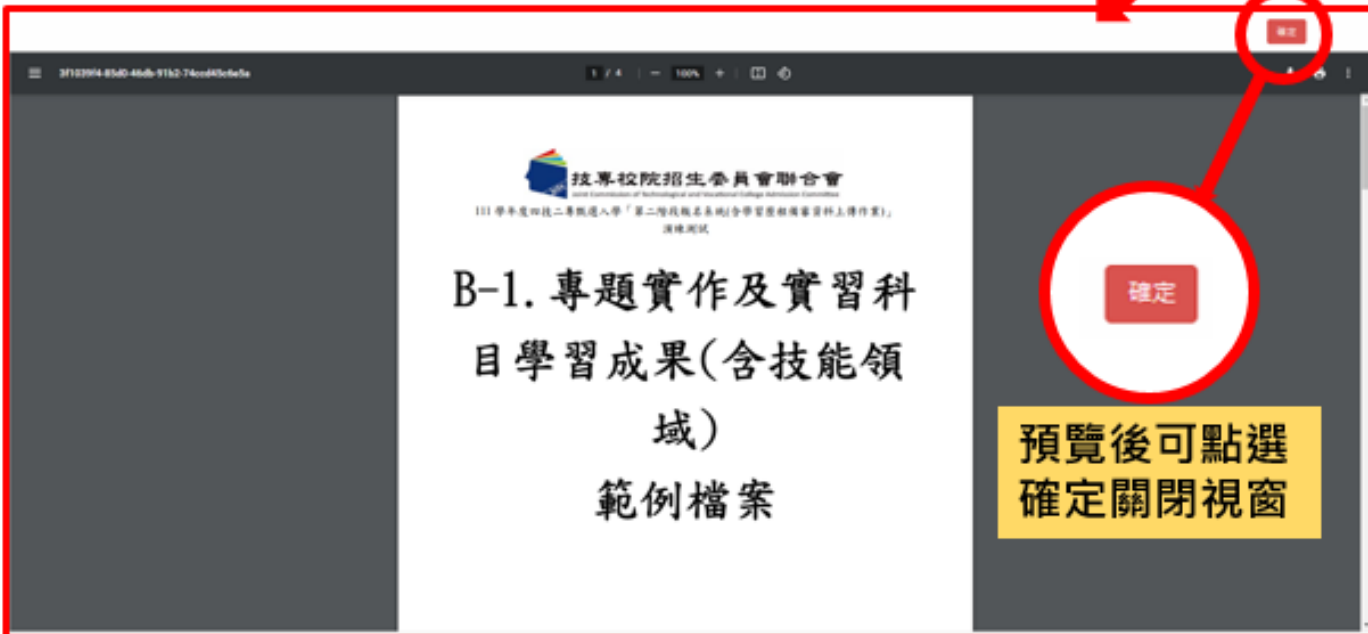 確定
3f1039f4-85d0-46db-91b2-74ccd45c6e5a
1 / 4
100%
技專校院招生委員會聯合會
Joint Commission of Technological and Vocational College Admission Committee
111 學年度四技二專甄選入學「第二階段報名系統(含學習歷程備審資料上傳作業)」
演練測試
B-1.專題實作及實習科
目學習成果(含技能領
域)
範例檔案
確定
預覽後可點選
確定關閉視窗